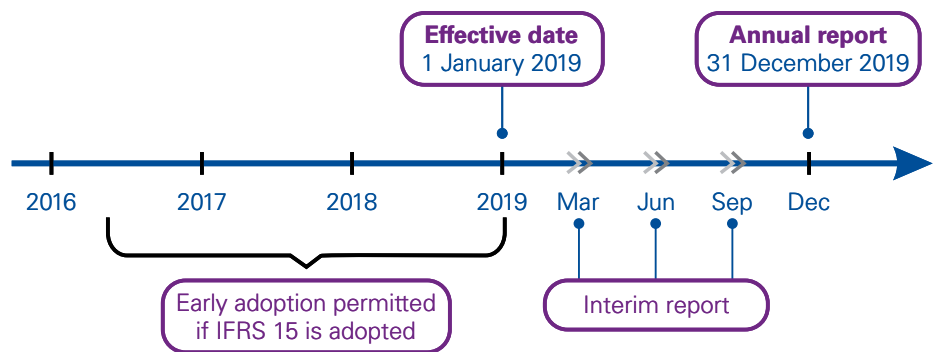 Effective date
1 January 2019
Annual report
31 December 2019
2016
2017
2018
2019
Mar
Jun
Sep
Dec
Early adoption permitted
if IFRS 15 is adopted
Interim report